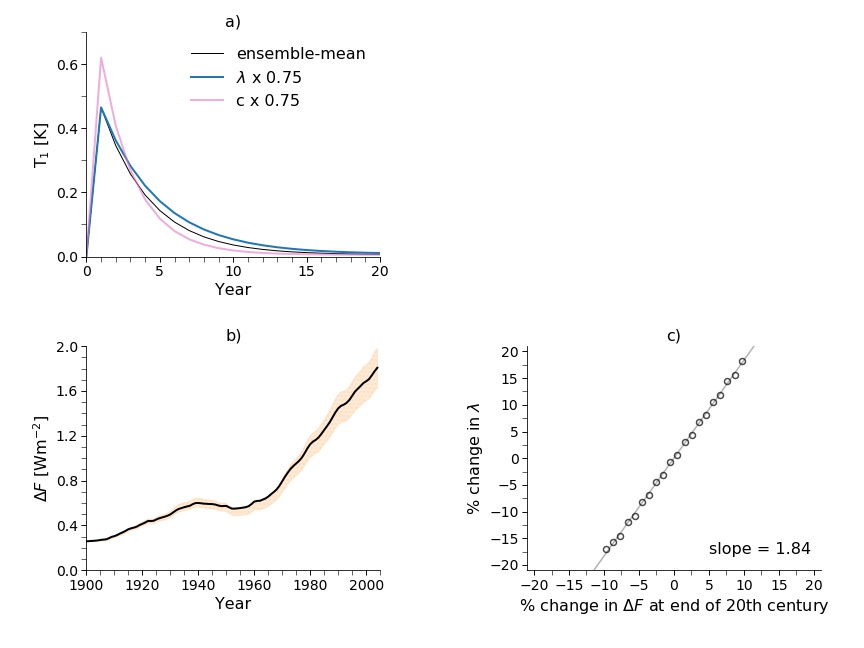 a)
ensemble-mean
λ x 0.75
c x 0.75
T₁ [K]
0.6
0.4
0.2
0.0
0 5 10 15 20
Year
b)
ΔF [Wm⁻²]
2.0
1.6
1.2
0.8
0.4
0.0
1900 1920 1940 1960 1980 2000
Year
c)
% change in λ
20
15
10
5
0
−5
−10
−15
−20
slope = 1.84
−20 −15 −10 −5 0 5 10 15 20
% change in ΔF at end of 20th century